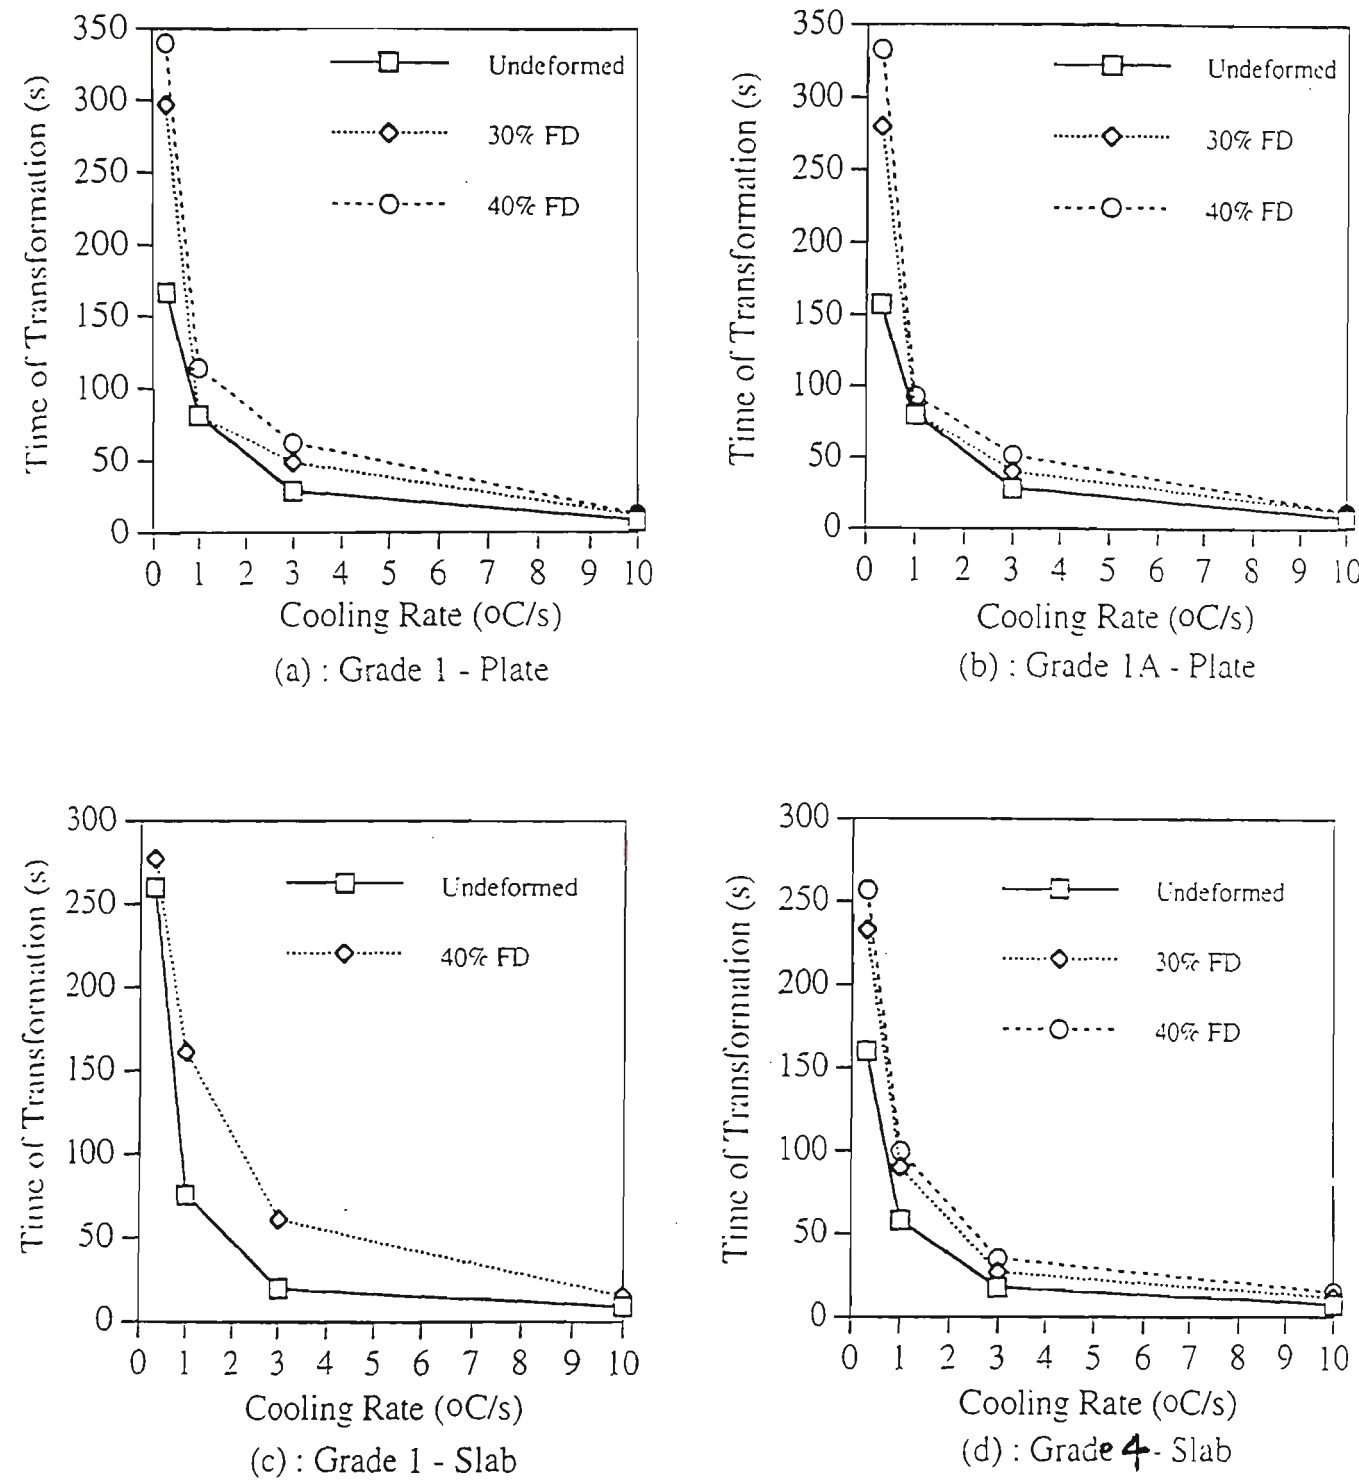 350
300
250
200
150
100
50
0
Time of Transformation (s)
Undeformed
30% FD
40% FD
0 1 2 3 4 5 6 7 8 9 10
Cooling Rate (oC/s)
(a) : Grade 1 - Plate
350
300
250
200
150
100
50
0
Time of Transformation (s)
Undeformed
30% FD
40% FD
0 1 2 3 4 5 6 7 8 9 10
Cooling Rate (oC/s)
(b) : Grade 1A - Plate
300
250
200
150
100
50
0
Time of Transformation (s)
Undeformed
40% FD
0 1 2 3 4 5 6 7 8 9 10
Cooling Rate (oC/s)
(c) : Grade 1 - Slab
300
250
200
150
100
50
0
Time of Transformation (s)
Undeformed
30% FD
40% FD
0 1 2 3 4 5 6 7 8 9 10
Cooling Rate (oC/s)
(d) : Grade 4 - Slab